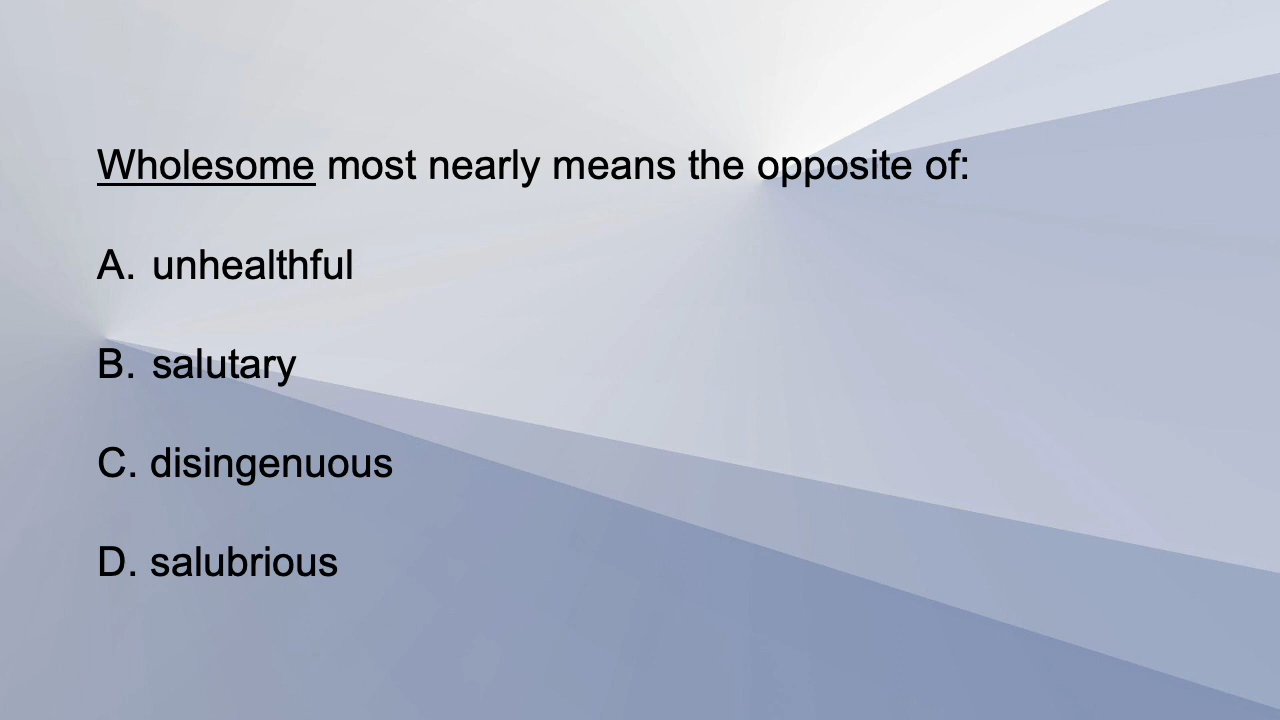 Wholesome most nearly means the opposite of:
A. unhealthful
B. salutary
C. disingenuous
D. salubrious